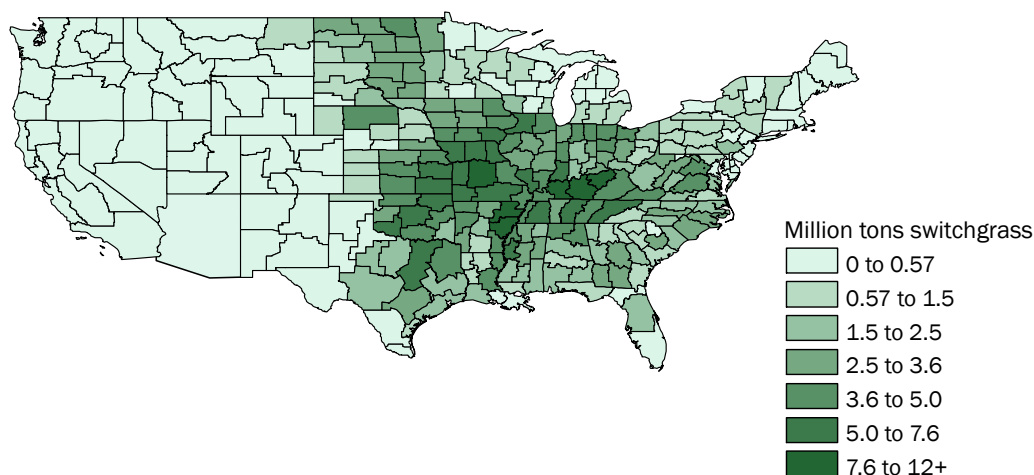 Million tons switchgrass
0 to 0.57
0.57 to 1.5
1.5 to 2.5
2.5 to 3.6
3.6 to 5.0
5.0 to 7.6
7.6 to 12+